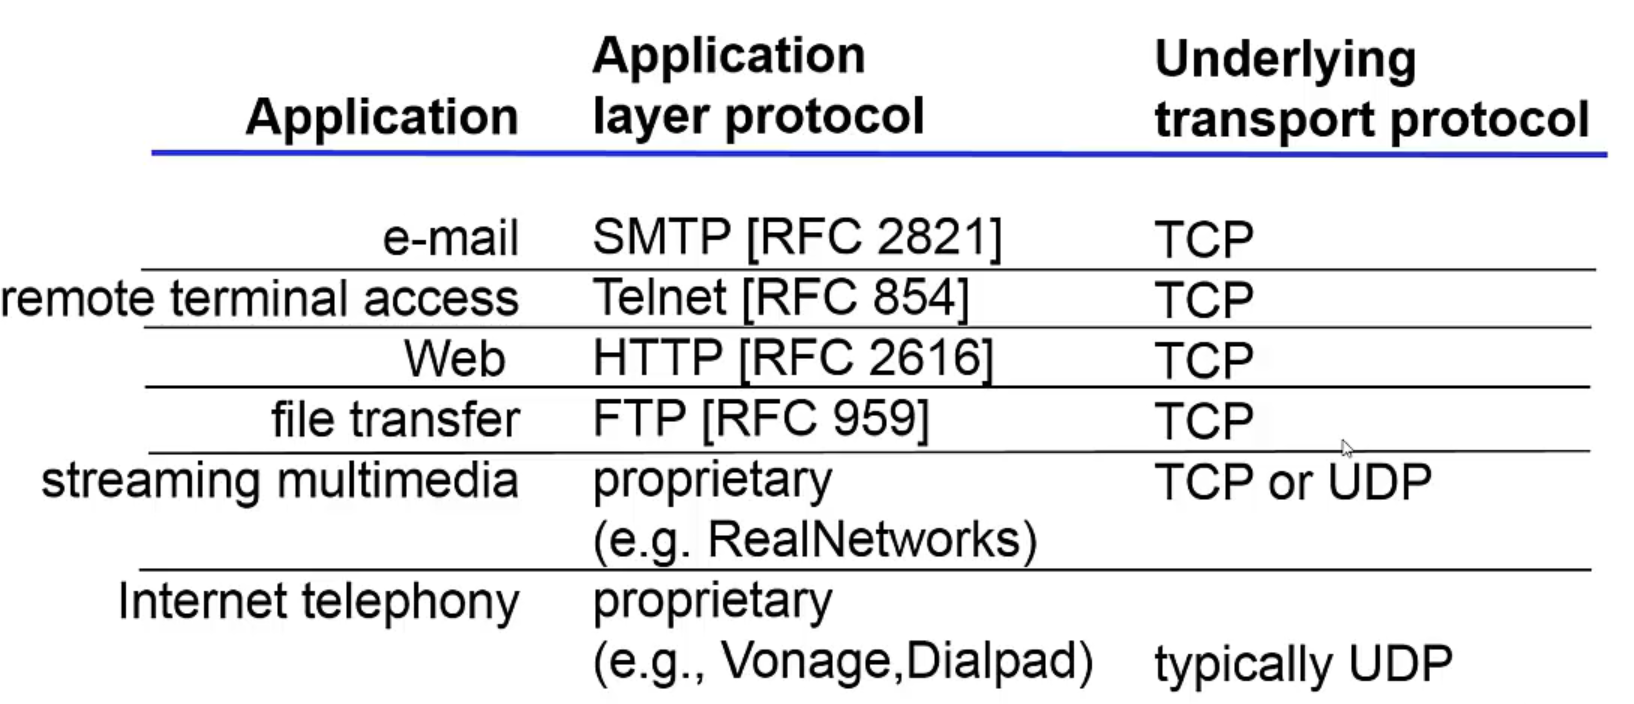 Application Application layer protocol Underlying transport protocol
e-mail SMTP [RFC 2821] TCP
remote terminal access Telnet [RFC 854] TCP
Web HTTP [RFC 2616] TCP
file transfer FTP [RFC 959] TCP
streaming multimedia proprietary TCP or UDP
(e.g. RealNetworks)
Internet telephony proprietary
(e.g., Vonage,Dialpad) typically UDP